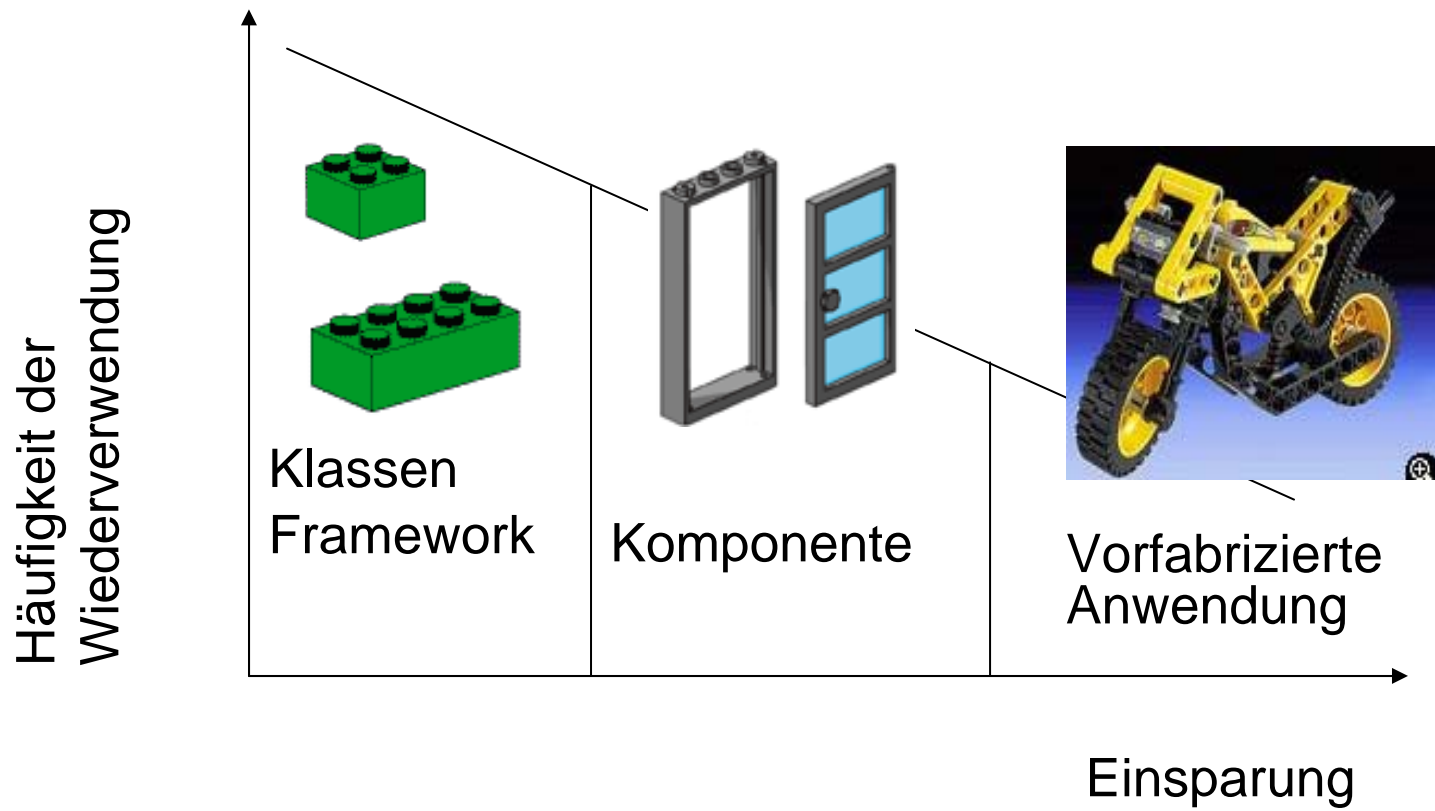 Häufigkeit der
Wiederverwendung
Klassen
Framework
Komponente
Vorfabrizierte
Anwendung
Einsparung